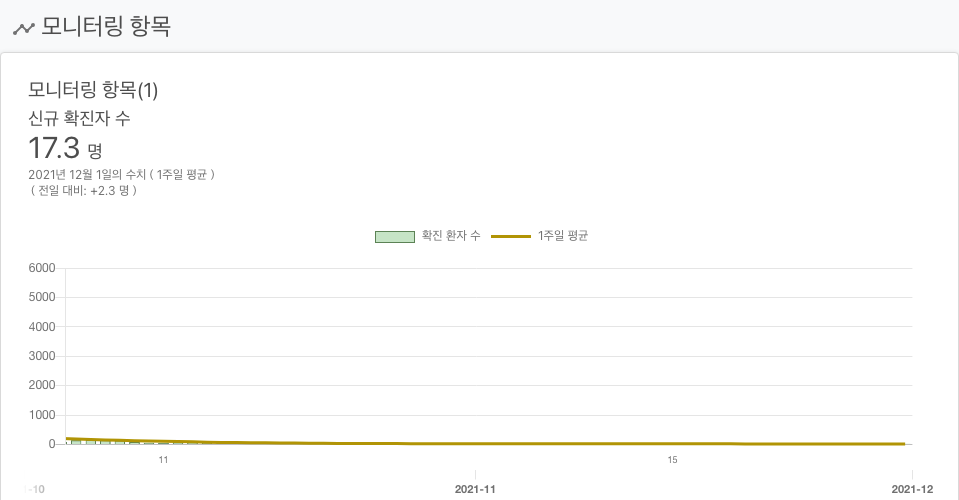 모니터링 항목
모니터링 항목(1)
신규 확진자 수
17.3 명
2021년 12월 1일의 수치 ( 1주일 평균 )
( 전일 대비: +2.3 명 )
확진 환자 수 1주일 평균
6000
5000
4000
3000
2000
1000
0
11 15
-10 2021-11 2021-12